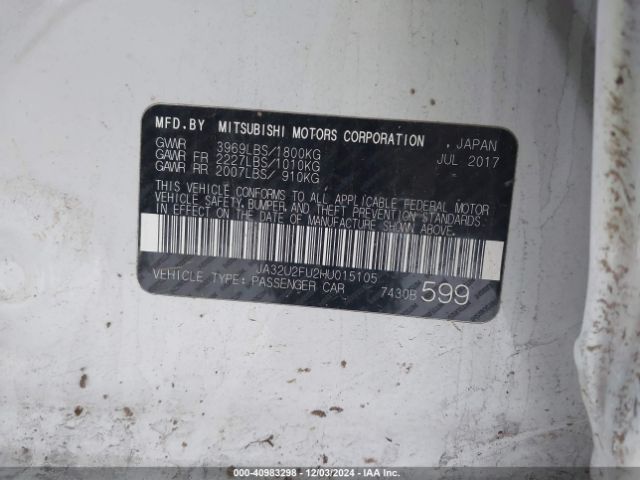 MFD.BY MITSUBISHI MOTORS CORPORATION , JAPAN
GVWR 3969LBS/1800KG JUL 2017
GAWR FR 2227LBS/1010KG
GAWR RR 2007LBS/ 910KG
THIS VEHICLE CONFORMS TO ALL APPLICABLE FEDERAL MOTOR
VEHICLE SAFETY, BUMPER, AND THEFT PREVENTION STANDARDS
IN EFFECT ON THE DATE OF MANUFACTURE SHOWN ABOVE.
JA32U2FU2HU015105
VEHICLE TYPE: PASSENGER CAR 7430B 599
000-40983298 - 12/03/2024 - IAA Inc.